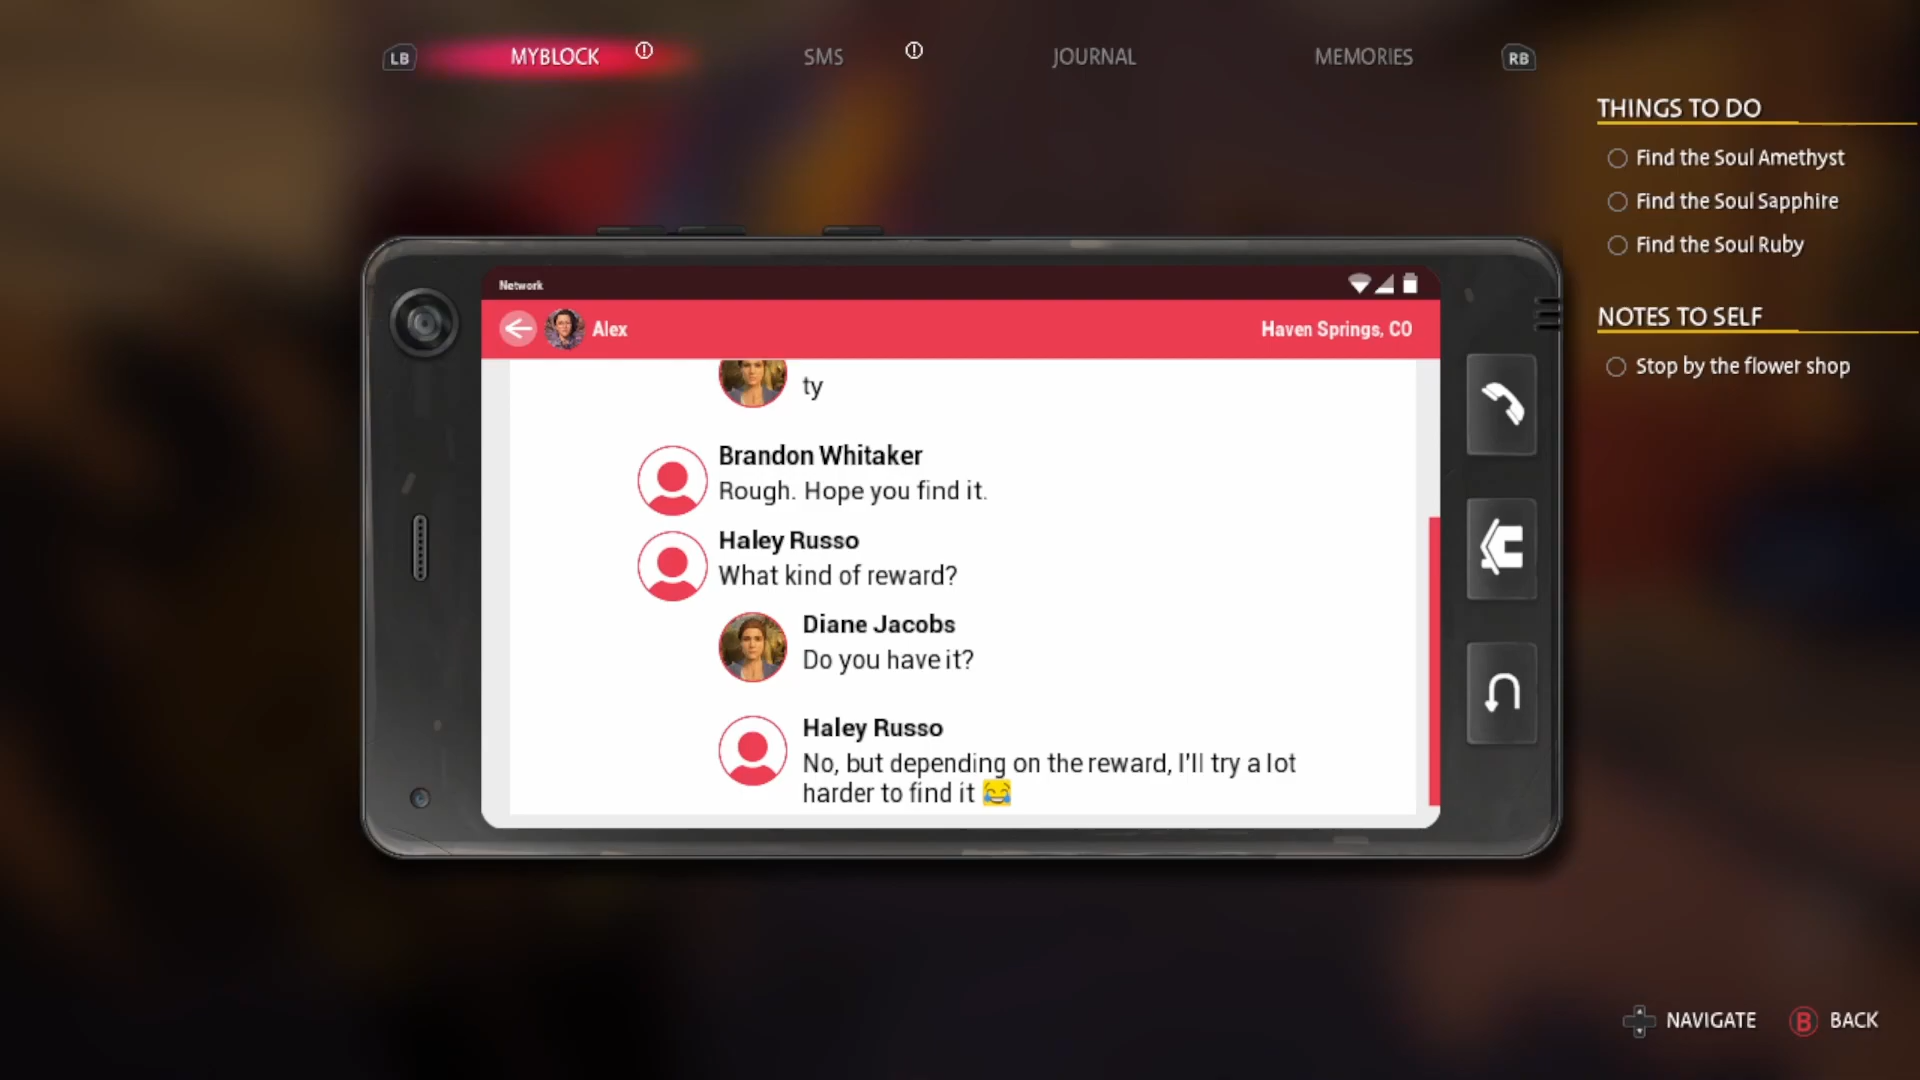 LB
MYBLOCK
SMS
JOURNAL
MEMORIES
RB
THINGS TO DO
Find the Soul Amethyst
Find the Soul Sapphire
Find the Soul Ruby
NOTES TO SELF
Stop by the flower shop
Network
Alex
Haven Springs, CO
ty
Brandon Whitaker
Rough. Hope you find it.
Haley Russo
What kind of reward?
Diane Jacobs
Do you have it?
Haley Russo
No, but depending on the reward, I'll try a lot
harder to find it 😂
NAVIGATE
B BACK